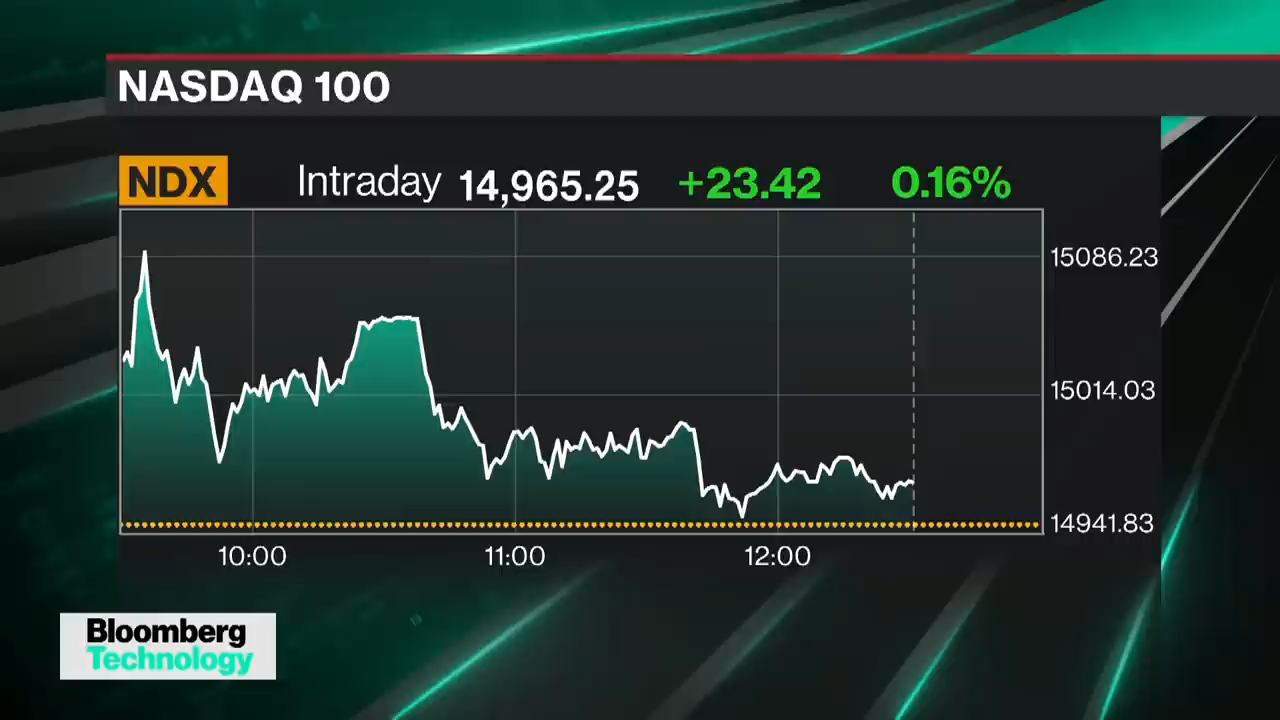 NASDAQ 100
NDX Intraday 14,965.25 +23.42 0.16%
15086.23
15014.03
14941.83
10:00 11:00 12:00
Bloomberg
Technology